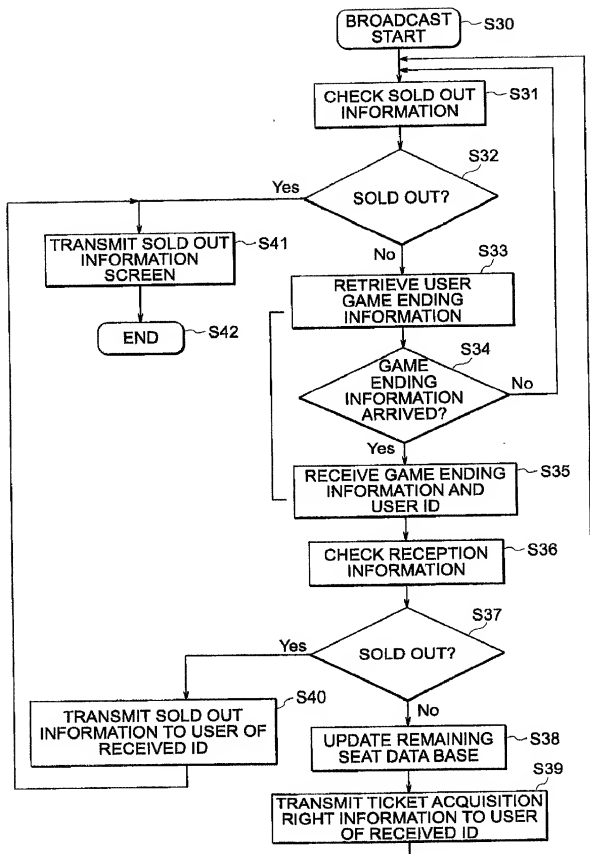 BROADCAST
START
S30
CHECK SOLD OUT
INFORMATION
S31
S32
SOLD OUT?
Yes
No
TRANSMIT SOLD OUT
INFORMATION
SCREEN
S41
END
S42
S33
RETRIEVE USER
GAME ENDING
INFORMATION
S34
GAME
ENDING
INFORMATION
ARRIVED?
No
Yes
RECEIVE GAME ENDING
INFORMATION AND
USER ID
S35
CHECK RECEPTION
INFORMATION
S36
S37
SOLD OUT?
Yes
No
S40
TRANSMIT SOLD OUT
INFORMATION TO USER OF
RECEIVED ID
UPDATE REMAINING
SEAT DATA BASE
S38
S39
TRANSMIT TICKET ACQUISITION
RIGHT INFORMATION TO USER
OF RECEIVED ID